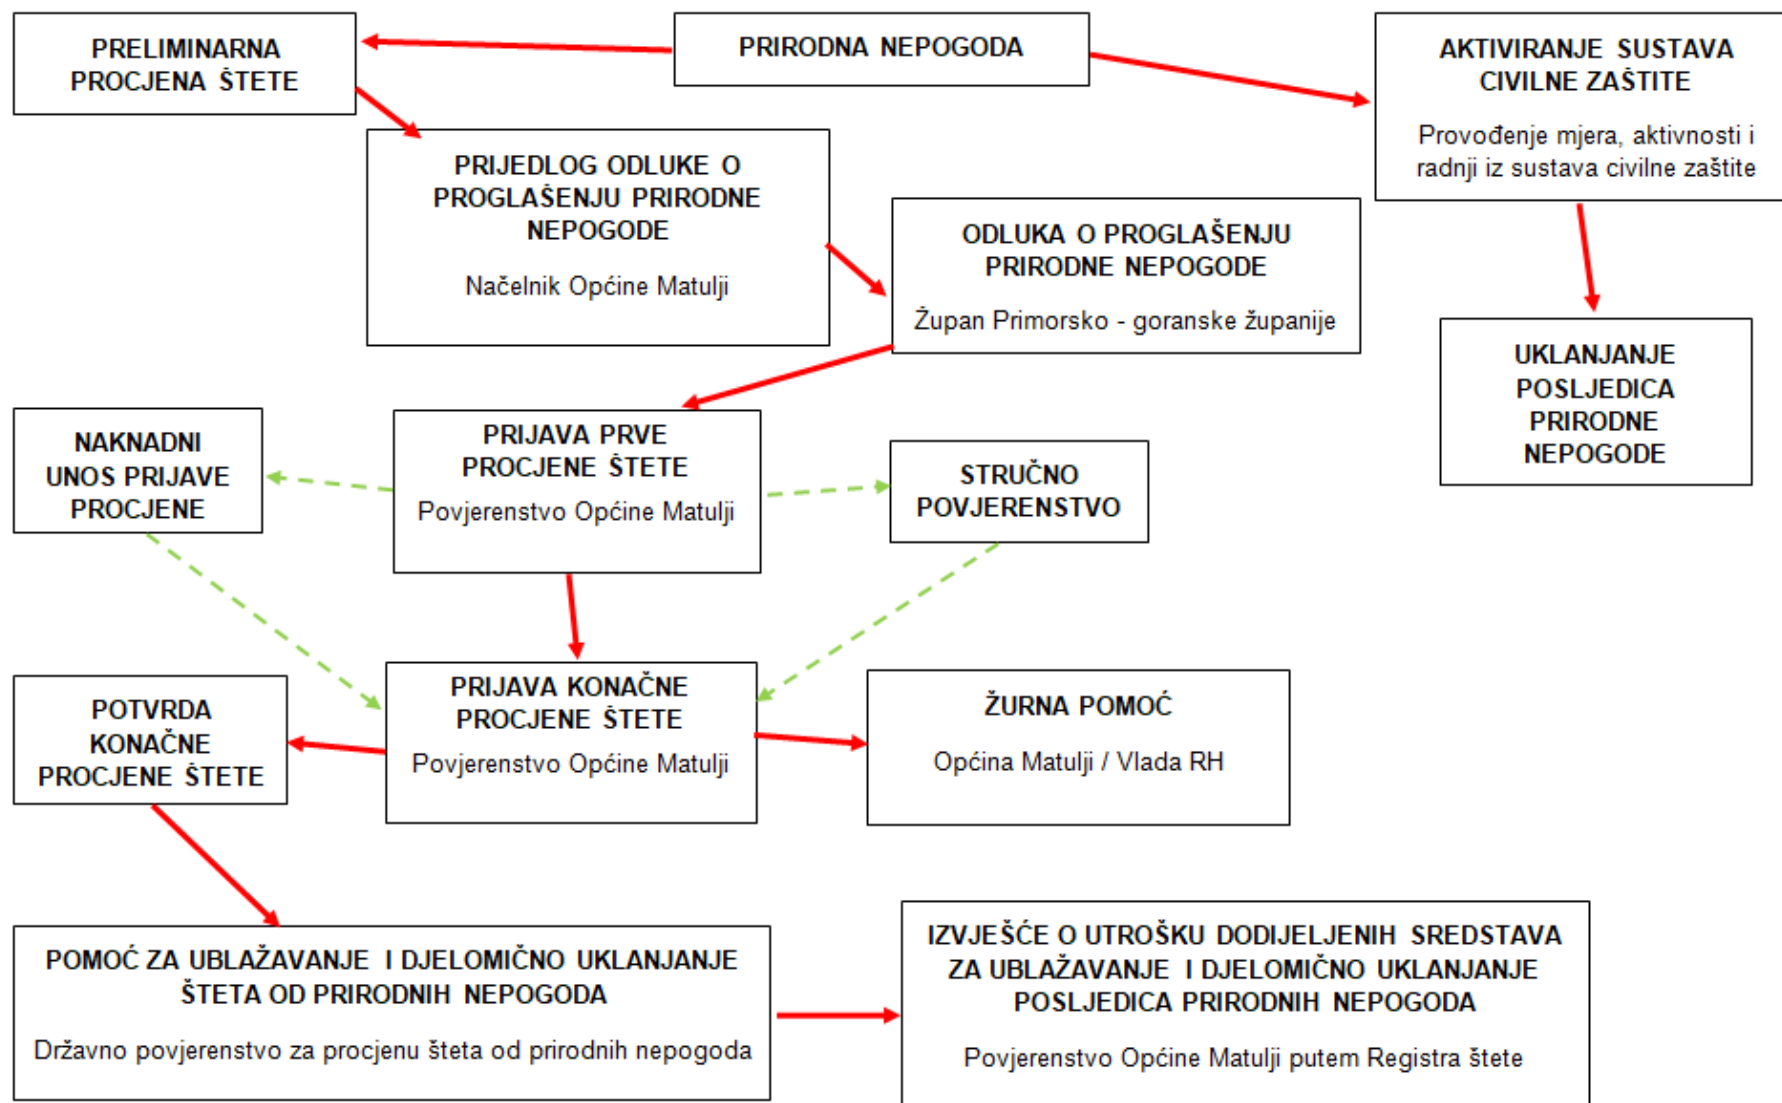 PRELIMINARNA
PROCJENA ŠTETE
PRIRODNA NEPOGODA
AKTIVIRANJE SUSTAVA
CIVILNE ZAŠTITE
Provođenje mjera, aktivnosti i
radnji iz sustava civilne zaštite
PRIJEDLOG ODLUKE O
PROGLAŠENJU PRIRODNE
NEPOGODE
Načelnik Općine Matulji
ODLUKA O PROGLAŠENJU
PRIRODNE NEPOGODE
Župan Primorsko - goranske županije
UKLANJANJE
POSLJEDICA
PRIRODNE
NEPOGODE
NAKNADNI
UNOS PRIJAVE
PROCJENE
PRIJAVA PRVE
PROCJENE ŠTETE
Povjerenstvo Općine Matulji
STRUČNO
POVJERENSTVO
POTVRDA
KONAČNE
PROCJENE ŠTETE
PRIJAVA KONAČNE
PROCJENE ŠTETE
Povjerenstvo Općine Matulji
ŽURNA POMOĆ
Općina Matulji / Vlada RH
POMOĆ ZA UBLAŽAVANJE I DJELOMIČNO UKLANJANJE
ŠTETA OD PRIRODNIH NEPOGODA
Državno povjerenstvo za procjenu šteta od prirodnih nepogoda
IZVJEŠĆE O UTROŠKU DODIJELJENIH SREDSTAVA
ZA UBLAŽAVANJE I DJELOMIČNO UKLANJANJE
POSLJEDICA PRIRODNIH NEPOGODA
Povjerenstvo Općine Matulji putem Registra štete